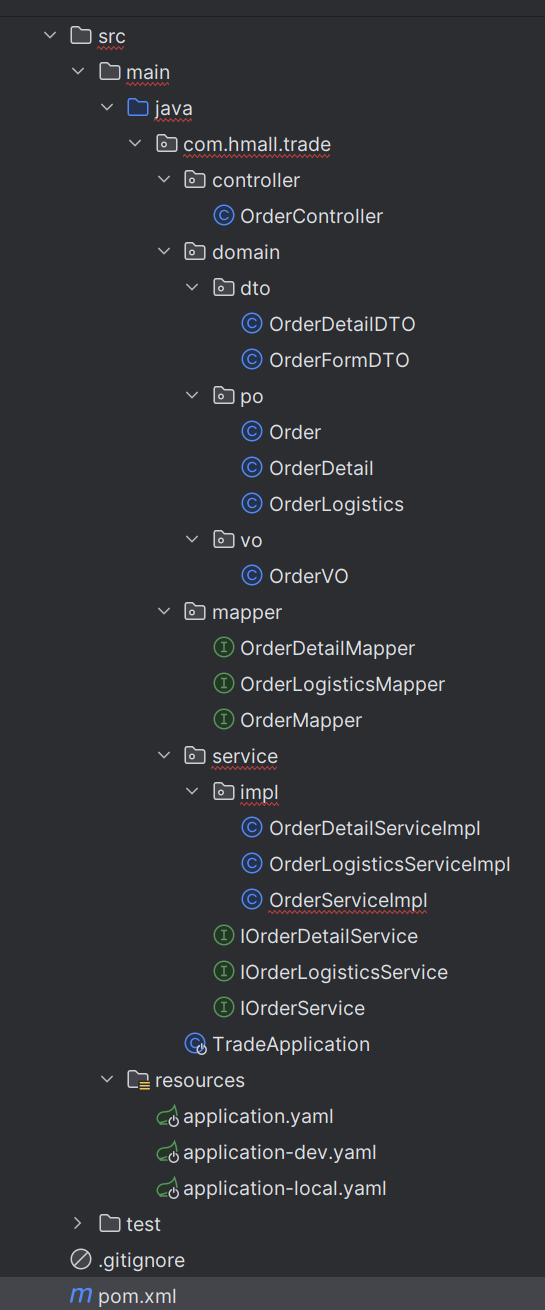 src
main
java
com.hmall.trade
controller
OrderController
domain
dto
OrderDetailDTO
OrderFormDTO
po
Order
OrderDetail
OrderLogistics
vo
OrderVO
mapper
OrderDetailMapper
OrderLogisticsMapper
OrderMapper
service
impl
OrderDetailServiceImpl
OrderLogisticsServiceImpl
OrderServiceImpl
IOrderDetailService
IOrderLogisticsService
IOrderService
TradeApplication
resources
application.yaml
application-dev.yaml
application-local.yaml
test
.gitignore
pom.xml